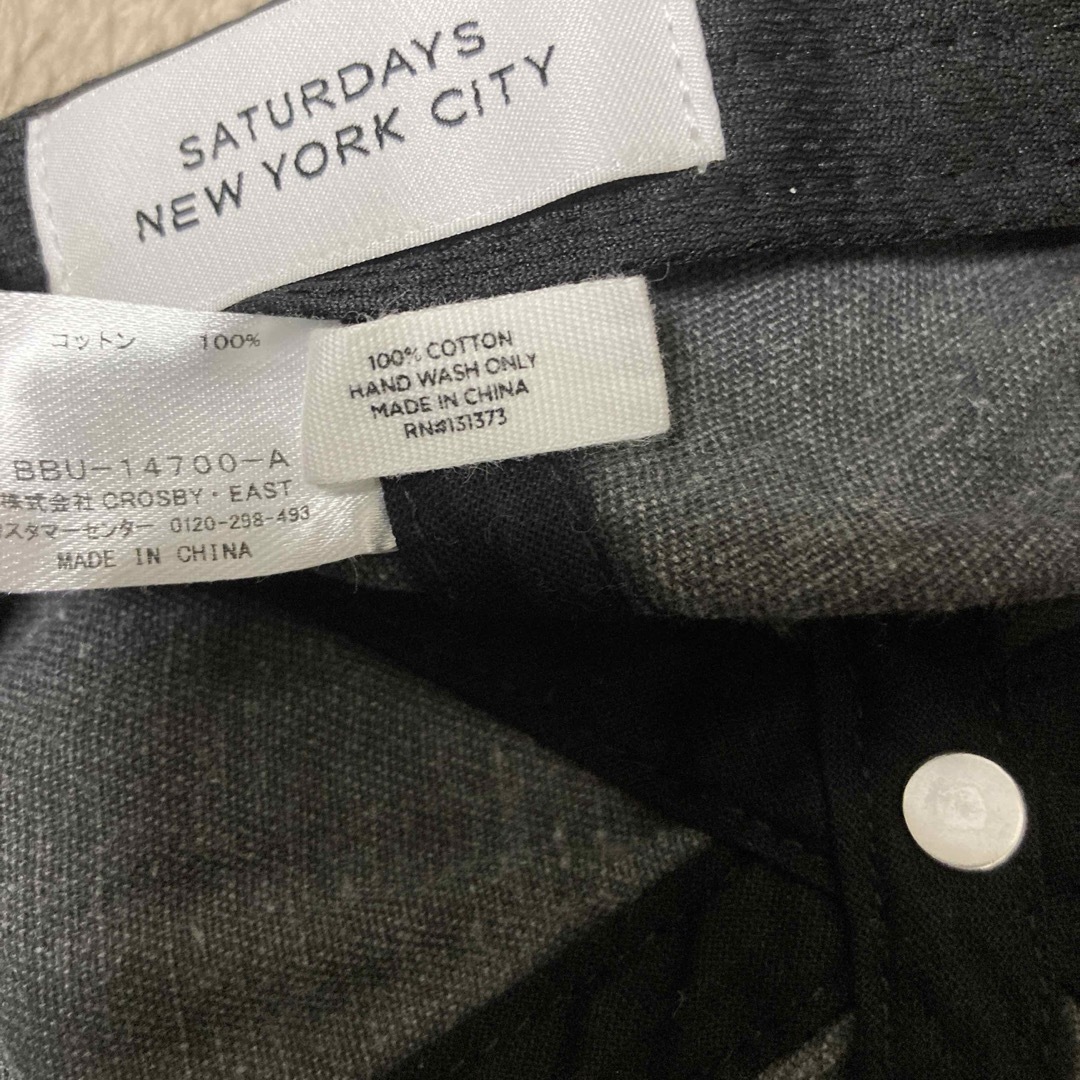 SATURDAYS
NEW YORK CITY
コットン 100%
BBU-14700-A
株式会社 CROSBY・EAST
スタマーセンター 0120-298-493
MADE IN CHINA
100% COTTON
HAND WASH ONLY
MADE IN CHINA
RN#131373